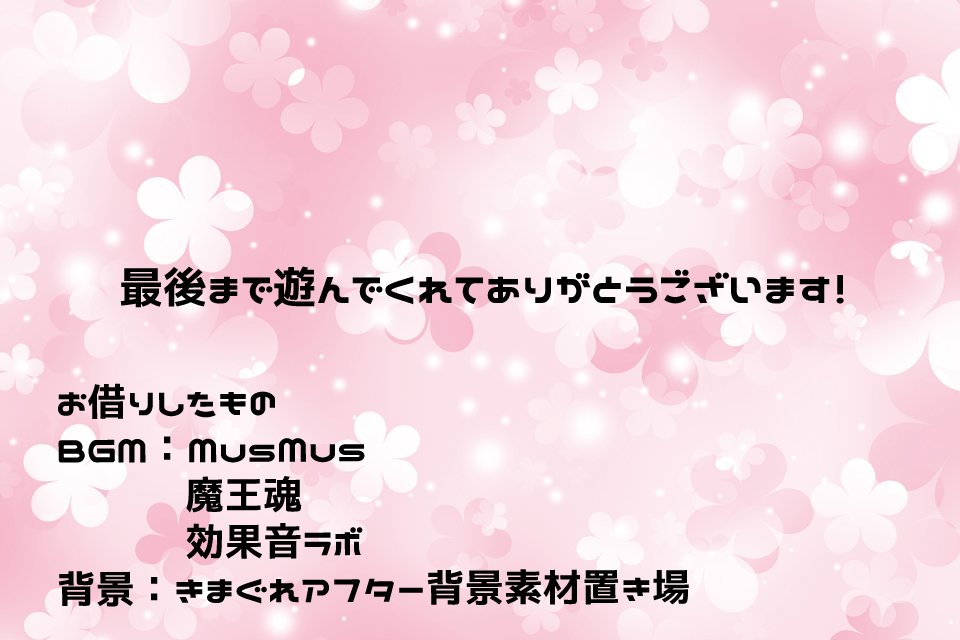 最後まで遊んでくれてありがとうございます!
お借りしたもの
BGM：MusMus
魔王魂
効果音ラボ
背景：きまぐれアフター背景素材置き場